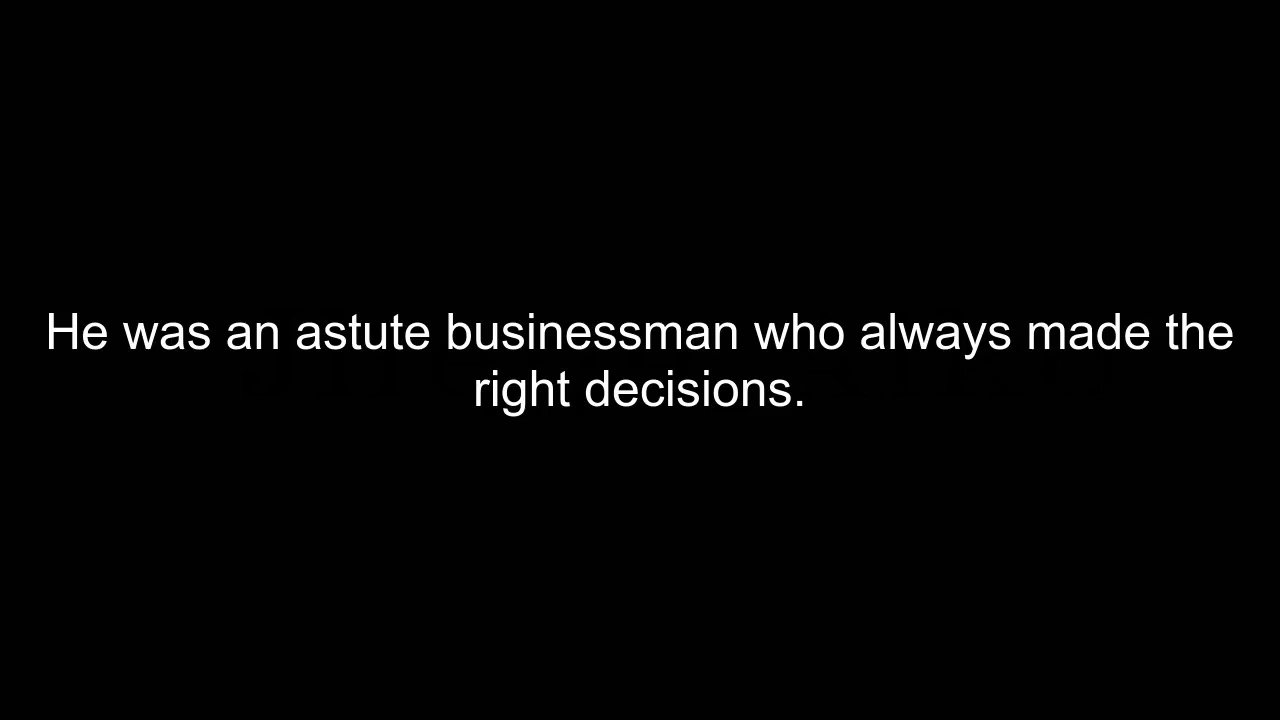 He was an astute businessman who always made the
right decisions.